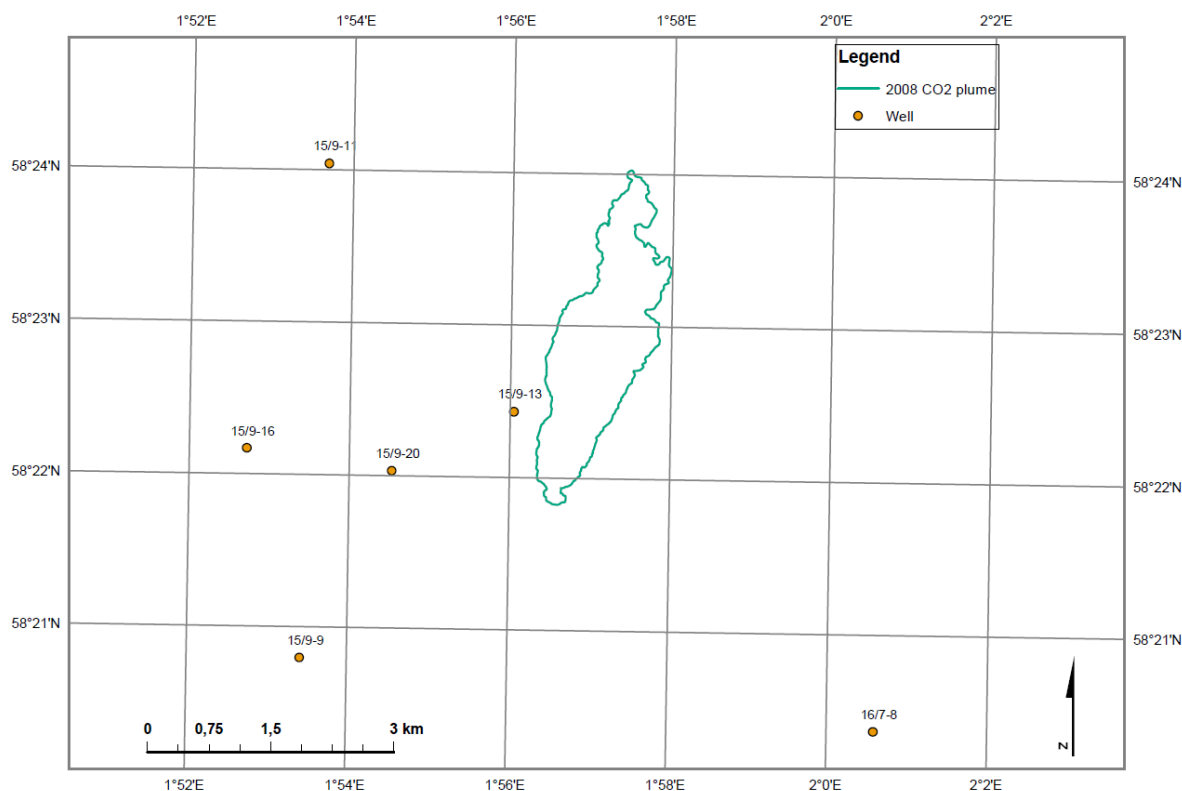 1°52'E 1°54'E 1°56'E 1°58'E 2°0'E 2°2'E
Legend
2008 CO2 plume
Well
15/9-11
58°24'N
58°24'N
58°23'N
58°23'N
15/9-13
15/9-16
15/9-20
58°22'N
58°22'N
58°21'N
58°21'N
15/9-9
16/7-8
0 0,75 1,5 3 km
N
1°52'E 1°54'E 1°56'E 1°58'E 2°0'E 2°2'E